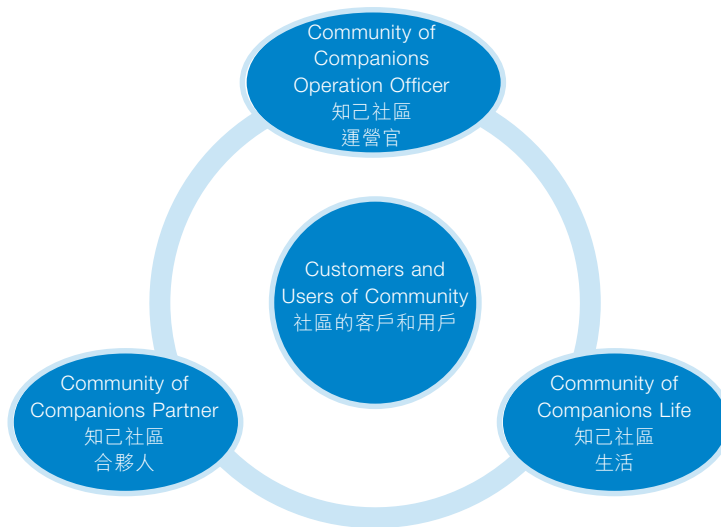 Community of
Companions
Operation Officer
知己社區
運營官
Customers and
Users of Community
社區的客戶和用戶
Community of
Companions Partner
知己社區
合夥人
Community of
Companions Life
知己社區
生活